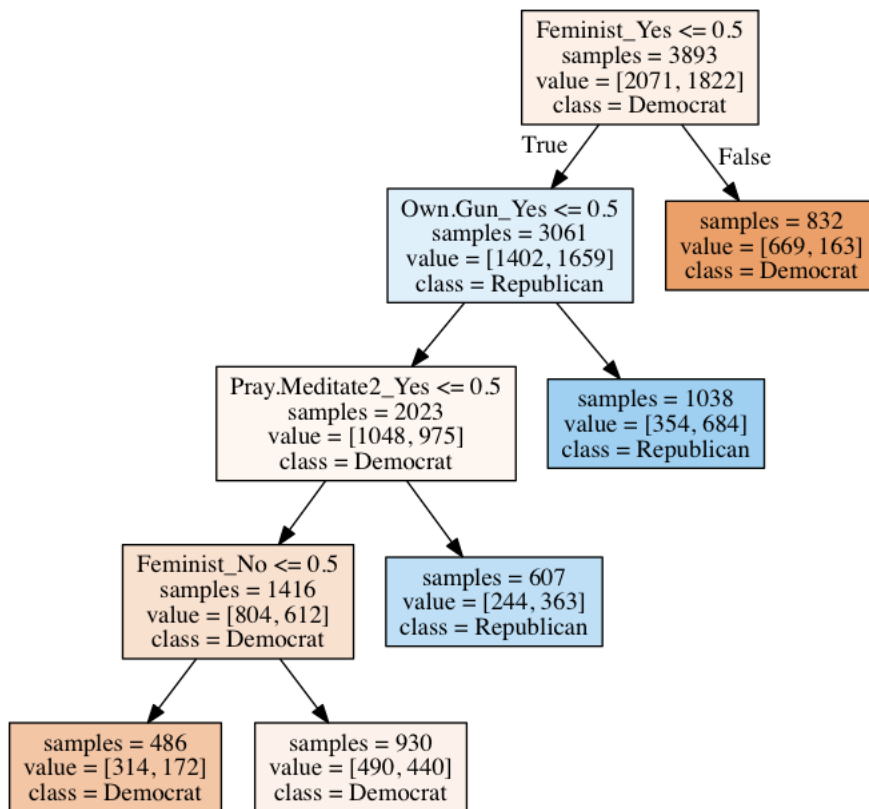 Feminist_Yes <= 0.5
samples = 3893
value = [2071, 1822]
class = Democrat
True
False
Own.Gun_Yes <= 0.5
samples = 3061
value = [1402, 1659]
class = Republican
samples = 832
value = [669, 163]
class = Democrat
Pray.Meditate2_Yes <= 0.5
samples = 2023
value = [1048, 975]
class = Democrat
samples = 1038
value = [354, 684]
class = Republican
Feminist_No <= 0.5
samples = 1416
value = [804, 612]
class = Democrat
samples = 607
value = [244, 363]
class = Republican
samples = 486
value = [314, 172]
class = Democrat
samples = 930
value = [490, 440]
class = Democrat